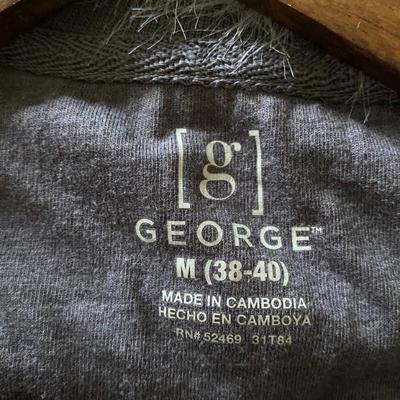 [g]
GEORGE™
M (38-40)
MADE IN CAMBODIA
HECHO EN CAMBOYA
RN# 52469 31T84